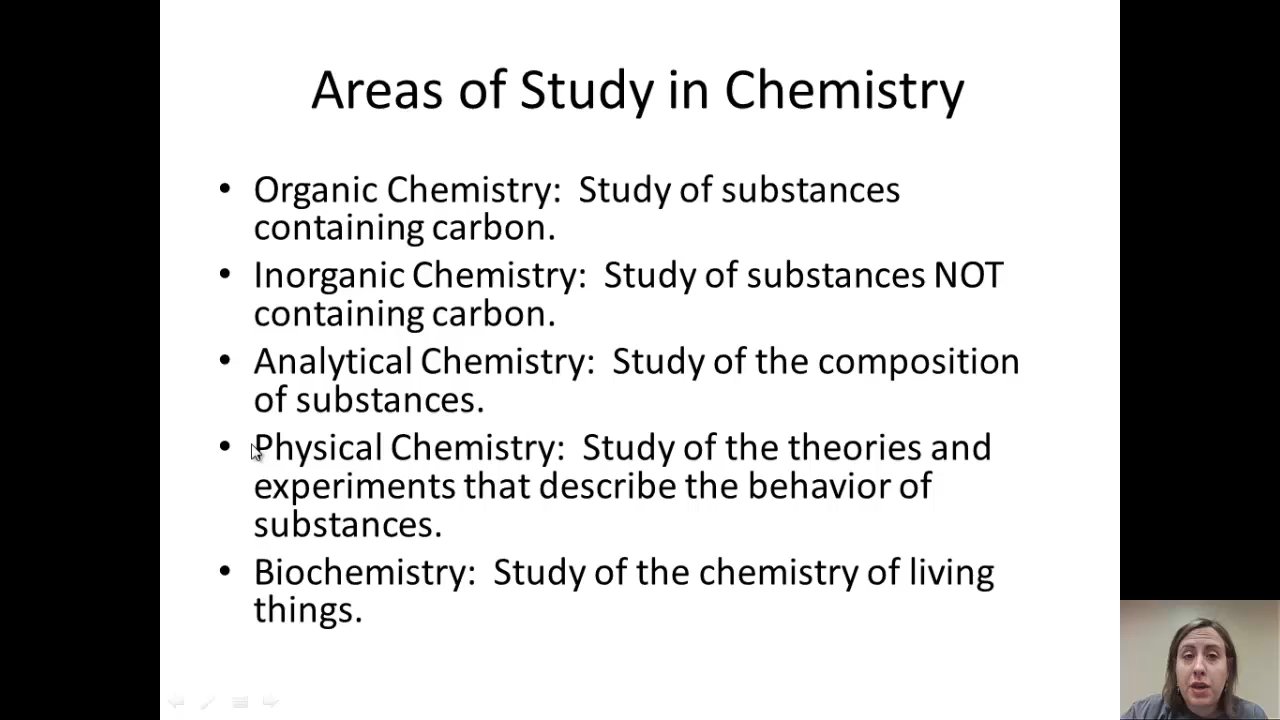 Areas of Study in Chemistry
• Organic Chemistry:  Study of substances
containing carbon.
• Inorganic Chemistry:  Study of substances NOT
containing carbon.
• Analytical Chemistry:  Study of the composition
of substances.
• Physical Chemistry:  Study of the theories and
experiments that describe the behavior of
substances.
• Biochemistry:  Study of the chemistry of living
things.